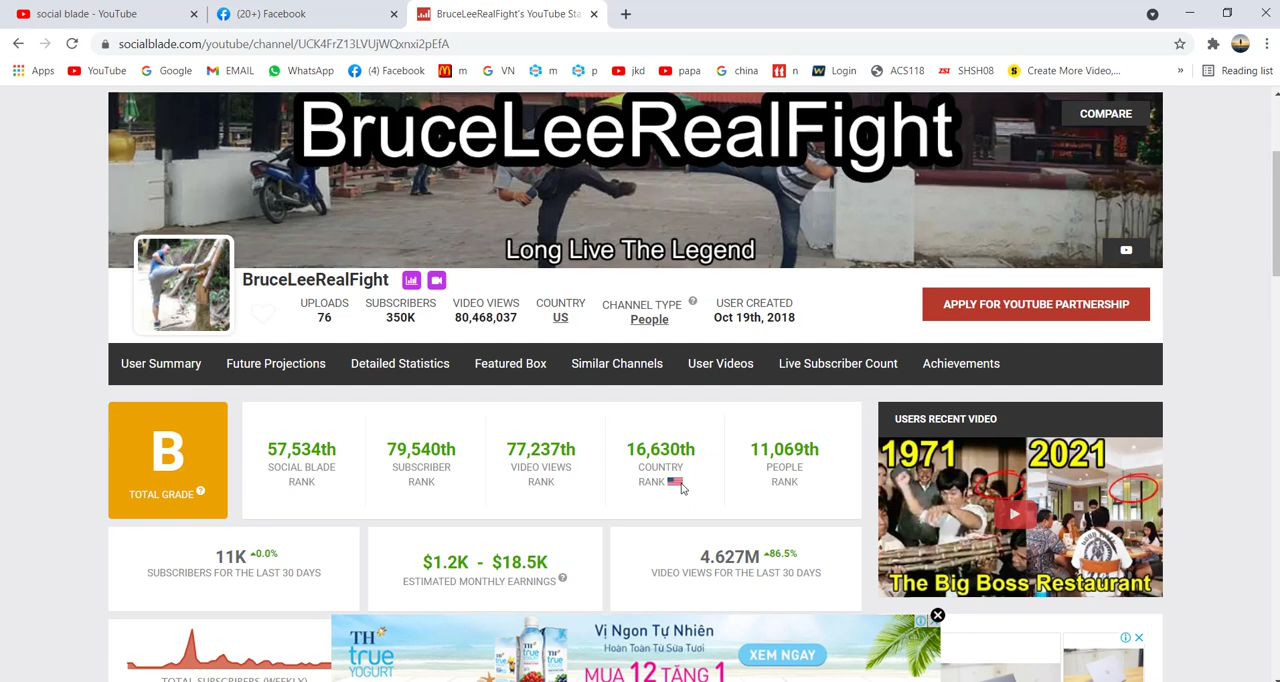 social blade - YouTube
(20+) Facebook
BruceLeeRealFight's YouTube Sta
socialblade.com/youtube/channel/UCK4FrZ13LVUjWQxnxi2pEfA
Apps YouTube Google EMAIL WhatsApp (4) Facebook m VN m p jkd papa china n Login ACS118 SHSH08 Create More Video,... » Reading list
BruceLeeRealFight
COMPARE
Long Live The Legend
BruceLeeRealFight
UPLOADS SUBSCRIBERS VIDEO VIEWS COUNTRY CHANNEL TYPE USER CREATED
76 350K 80,468,037 US People Oct 19th, 2018
APPLY FOR YOUTUBE PARTNERSHIP
User Summary Future Projections Detailed Statistics Featured Box Similar Channels User Videos Live Subscriber Count Achievements
B
TOTAL GRADE
57,534th
SOCIAL BLADE
RANK
79,540th
SUBSCRIBER
RANK
77,237th
VIDEO VIEWS
RANK
16,630th
COUNTRY
RANK
11,069th
PEOPLE
RANK
USERS RECENT VIDEO
1971 2021
The Big Boss Restaurant
11K 0.0%
SUBSCRIBERS FOR THE LAST 30 DAYS
$1.2K - $18.5K
ESTIMATED MONTHLY EARNINGS
4.627M 86.5%
VIDEO VIEWS FOR THE LAST 30 DAYS
TOTAL SUBSCRIBERS (WEEKLY)
TH
true
YOGURT
Vị Ngon Tự Nhiên
Hoàn Toàn Từ Sữa Tươi
MUA 12 TẶNG 1
XEM NGAY